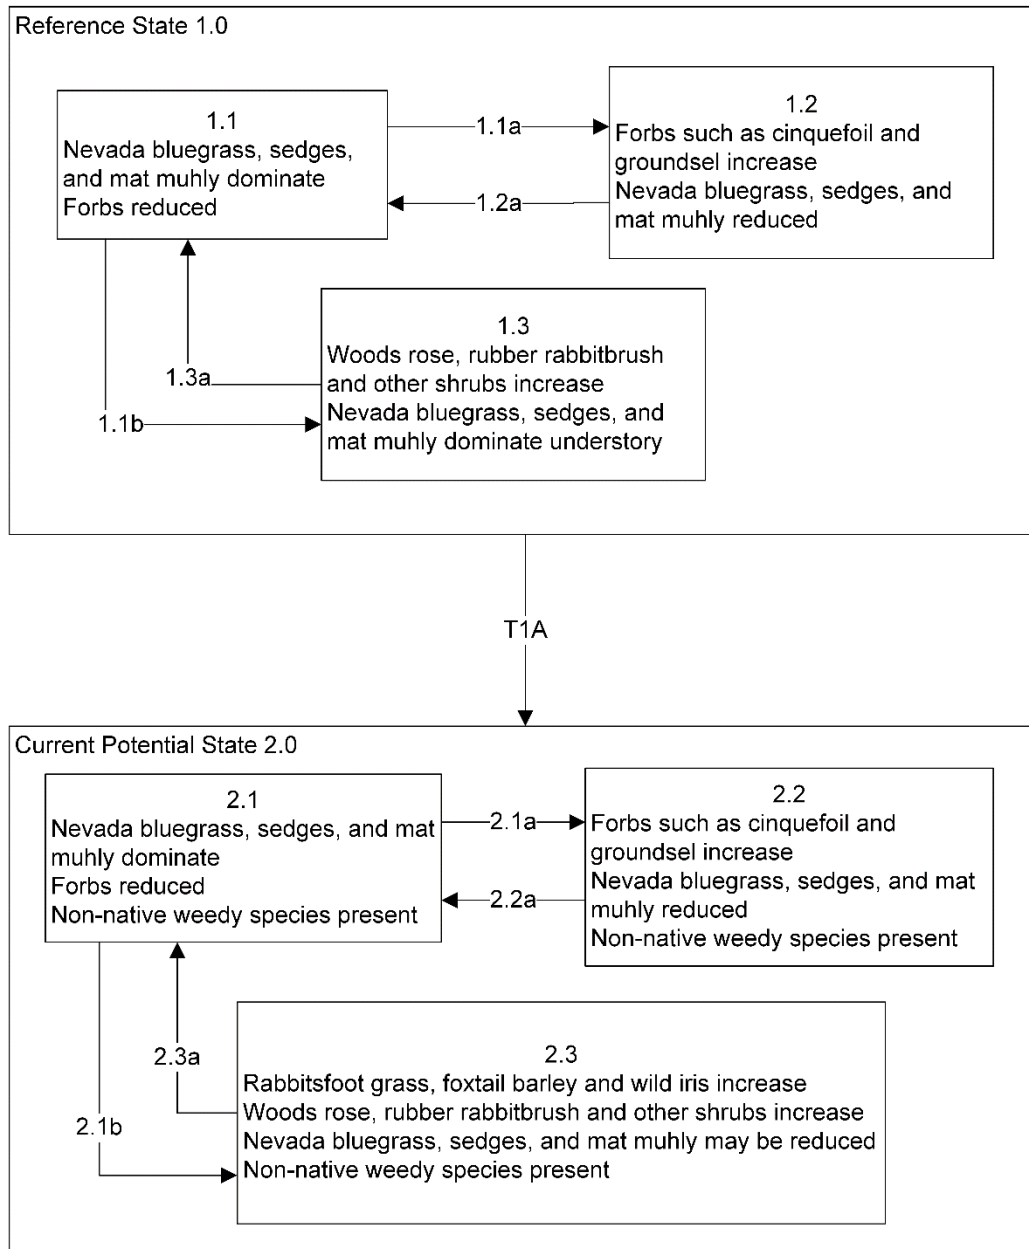 Reference State 1.0
1.1
Nevada bluegrass, sedges,
and mat muhly dominate
Forbs reduced
1.1a
1.2a
1.2
Forbs such as cinquefoil and
groundsel increase
Nevada bluegrass, sedges, and
mat muhly reduced
1.3a
1.1b
1.3
Woods rose, rubber rabbitbrush
and other shrubs increase
Nevada bluegrass, sedges, and
mat muhly dominate understory
T1A
Current Potential State 2.0
2.1
Nevada bluegrass, sedges, and mat
muhly dominate
Forbs reduced
Non-native weedy species present
2.1a
2.2a
2.2
Forbs such as cinquefoil and
groundsel increase
Nevada bluegrass, sedges, and mat
muhly reduced
Non-native weedy species present
2.3a
2.1b
2.3
Rabbitsfoot grass, foxtail barley and wild iris increase
Woods rose, rubber rabbitbrush and other shrubs increase
Nevada bluegrass, sedges, and mat muhly may be reduced
Non-native weedy species present